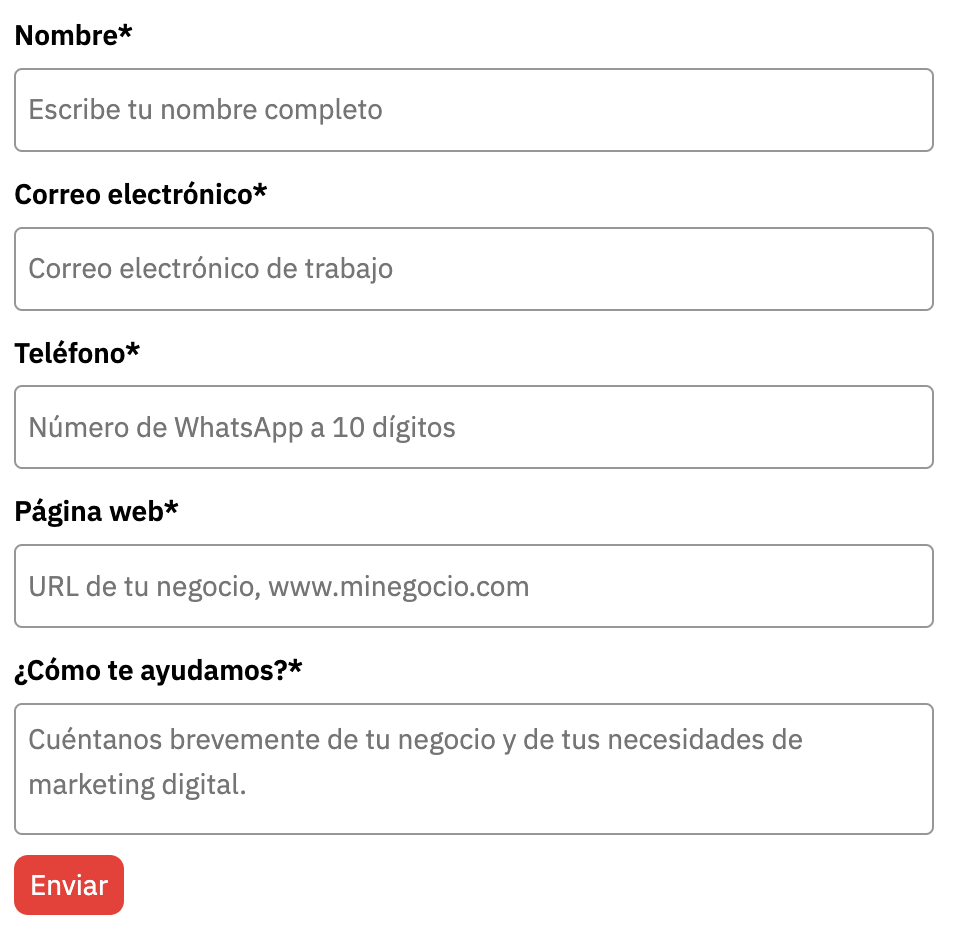 Nombre*
Escribe tu nombre completo
Correo electrónico*
Correo electrónico de trabajo
Teléfono*
Número de WhatsApp a 10 dígitos
Página web*
URL de tu negocio, www.minegocio.com
¿Cómo te ayudamos?*
Cuéntanos brevemente de tu negocio y de tus necesidades de
marketing digital.
Enviar